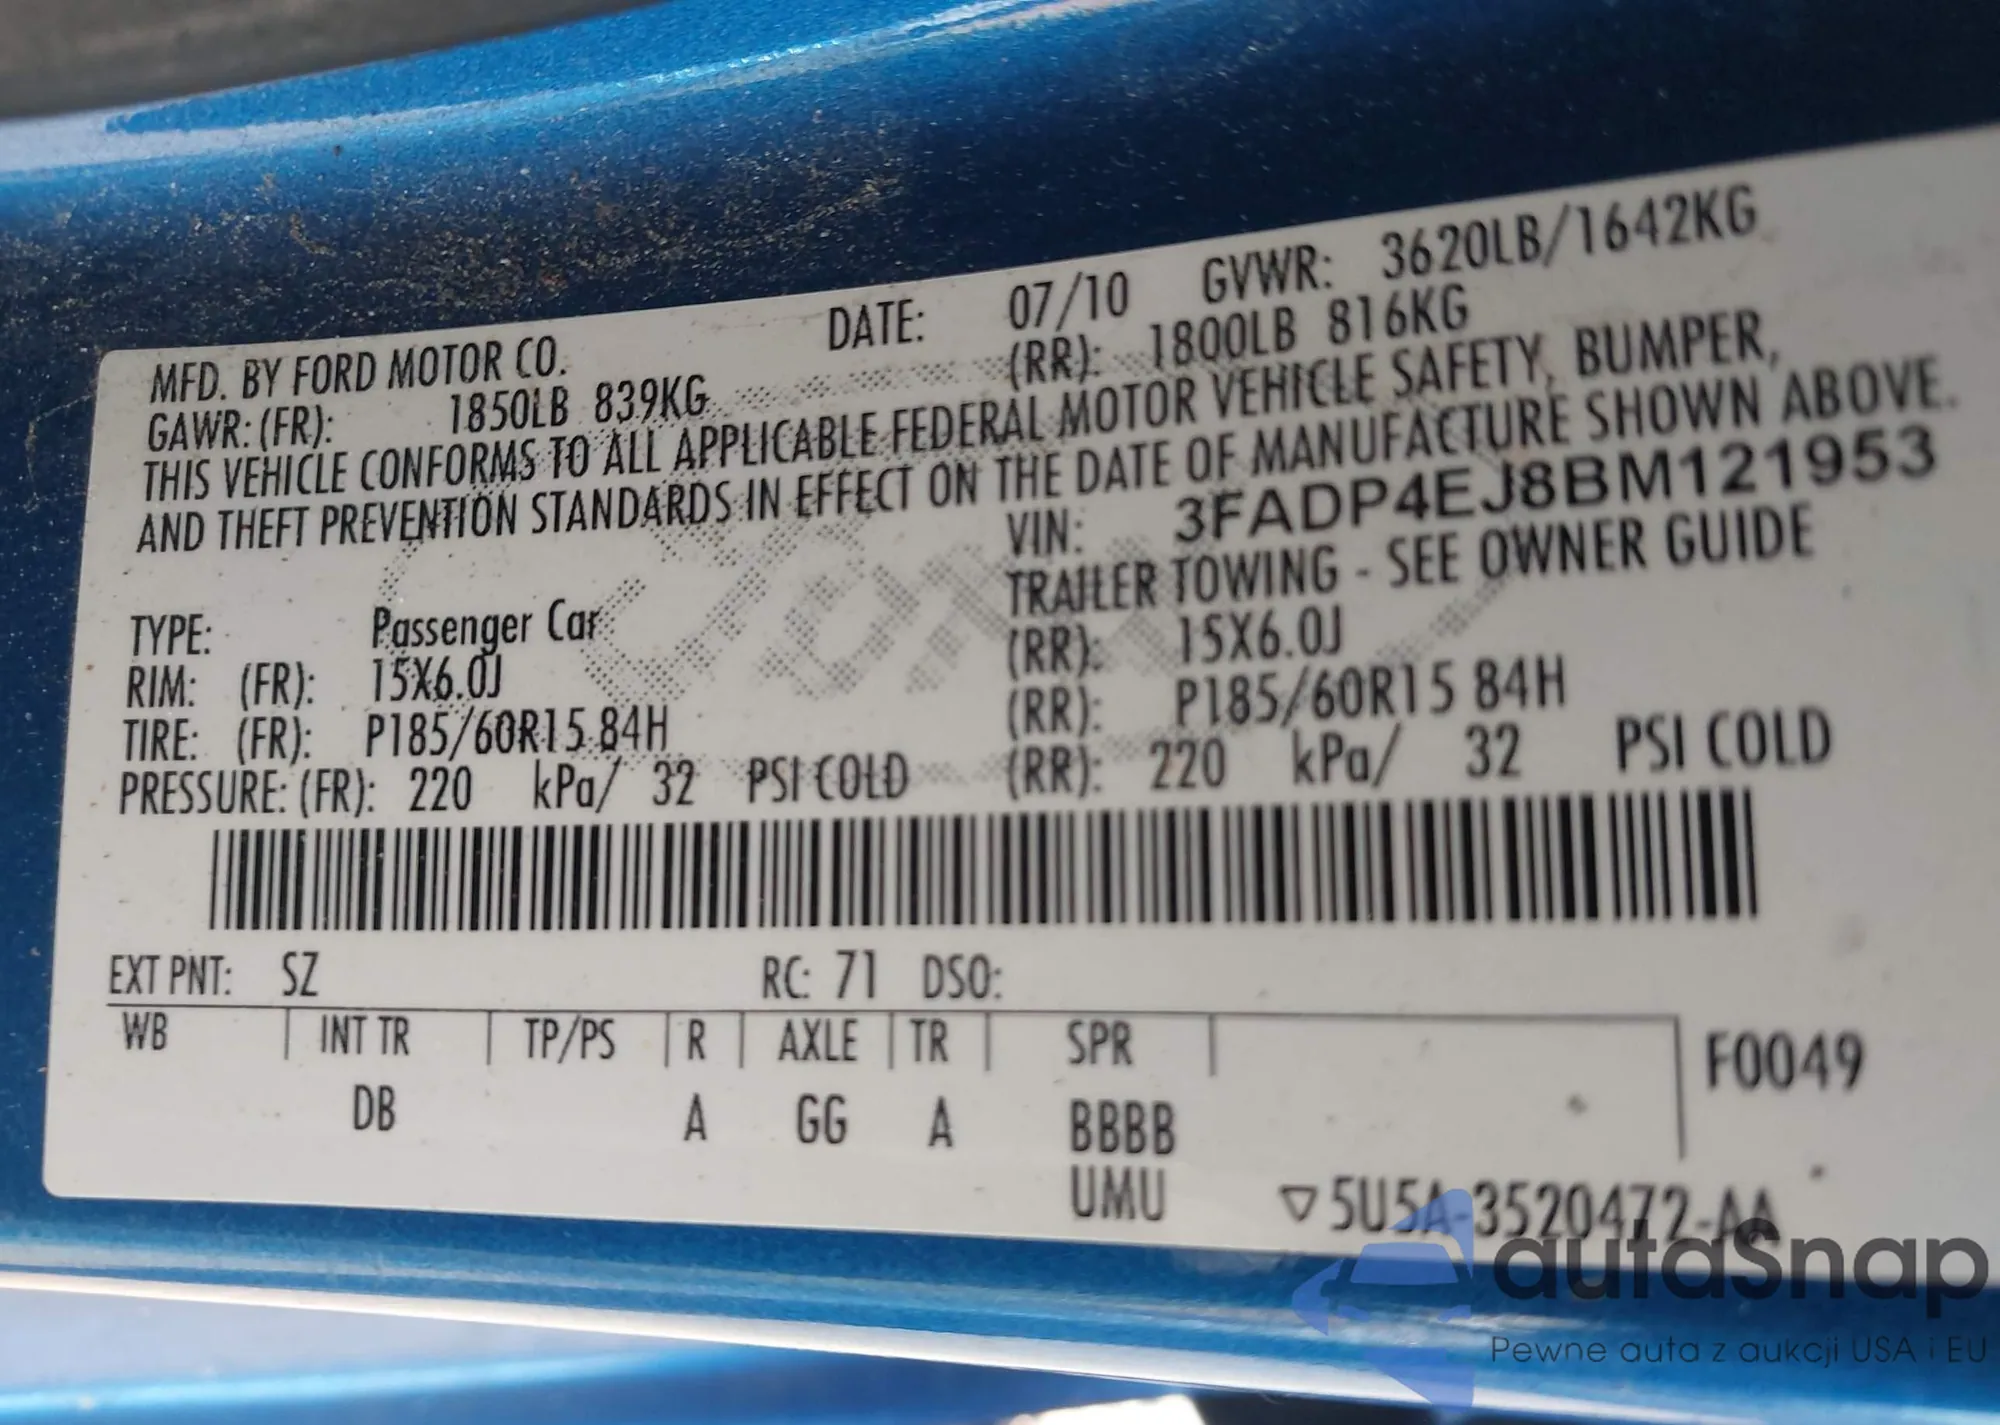 MFD. BY FORD MOTOR CO. DATE: 07/10 GVWR: 3620LB/1642KG
GAWR: (FR): 1850LB 839KG (RR): 1800LB 816KG
THIS VEHICLE CONFORMS TO ALL APPLICABLE FEDERAL MOTOR VEHICLE SAFETY, BUMPER,
AND THEFT PREVENTION STANDARDS IN EFFECT ON THE DATE OF MANUFACTURE SHOWN ABOVE.
VIN: 3FADP4EJ8BM121953
TRAILER TOWING - SEE OWNER GUIDE
TYPE: Passenger Car
RIM: (FR): 15X6.0J (RR): 15X6.0J
TIRE: (FR): P185/60R15 84H (RR): P185/60R15 84H
PRESSURE: (FR): 220 kPa/ 32 PSI COLD (RR): 220 kPa/ 32 PSI COLD
EXT PNT: SZ RC: 71 DSO:
WB INT TR TP/PS R AXLE TR SPR F0049
DB A GG A BBBB
UMU ▽5U5A-3520472-AA
autaSnap
Pewne auta z aukcji USA i EU